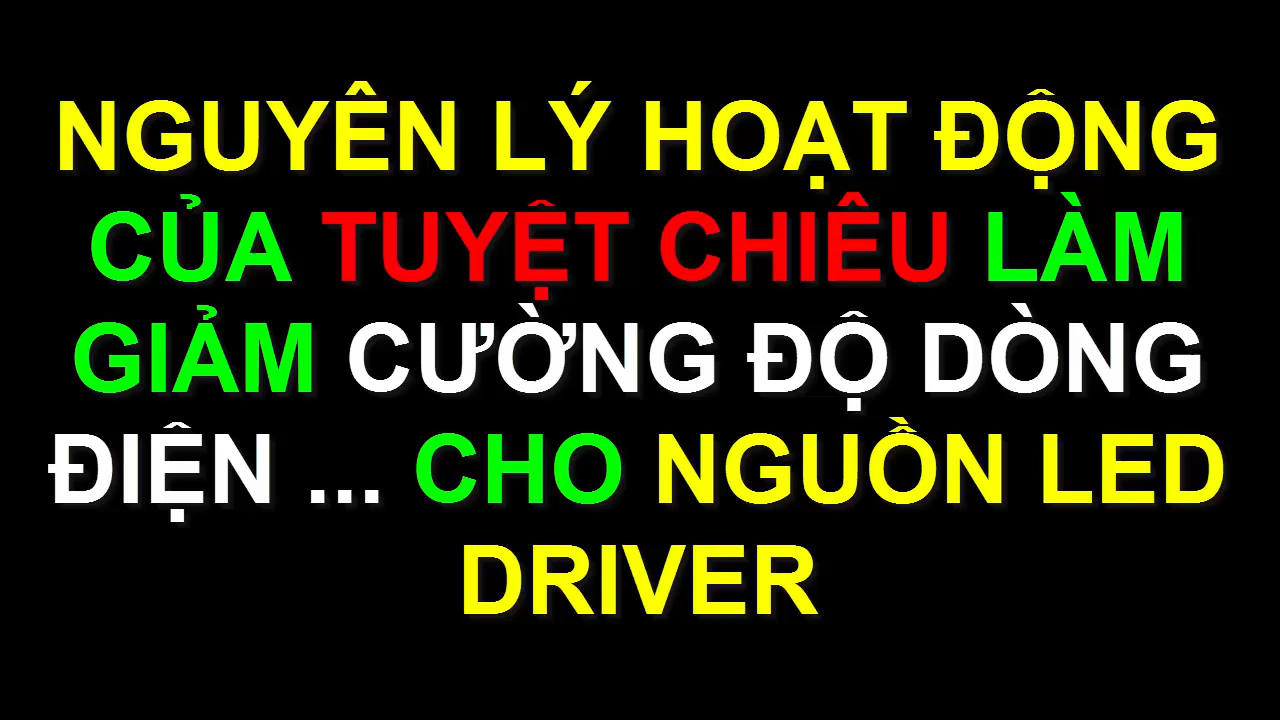 NGUYÊN LÝ HOẠT ĐỘNG
CỦA TUYỆT CHIÊU LÀM
GIẢM CƯỜNG ĐỘ DÒNG
ĐIỆN ... CHO NGUỒN LED
DRIVER